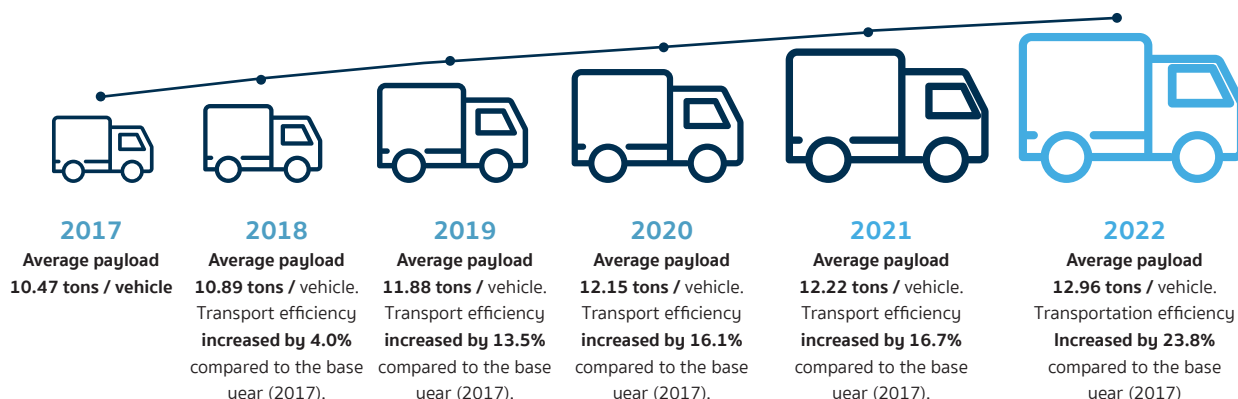 2017
Average payload
10.47 tons / vehicle
2018
Average payload
10.89 tons / vehicle.
Transport efficiency
increased by 4.0%
compared to the base
year (2017).
2019
Average payload
11.88 tons / vehicle.
Transport efficiency
increased by 13.5%
compared to the base
year (2017).
2020
Average payload
12.15 tons / vehicle.
Transport efficiency
increased by 16.1%
compared to the base
year (2017).
2021
Average payload
12.22 tons / vehicle.
Transport efficiency
increased by 16.7%
compared to the base
year (2017).
2022
Average payload
12.96 tons / vehicle.
Transportation efficiency
Increased by 23.8%
compared to the base
year (2017)